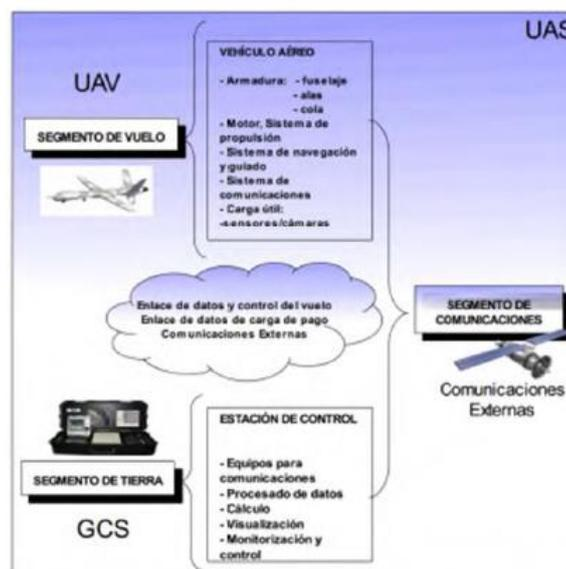 UAS
UAV
SEGMENTO DE VUELO
VEHÍCULO AÉREO
- Armadura: - fuselaje
- alas
- cola
- Motor, Sistema de
propulsión
- Sistema de navegación
y guiado
- Sistema de
comunicaciones
- Carga útil:
-sensores/cámaras
Enlace de datos y control del vuelo
Enlace de datos de carga de pago
Comunicaciones Externas
SEGMENTO DE
COMUNICACIONES
Comunicaciones
Externas
SEGMENTO DE TIERRA
GCS
ESTACIÓN DE CONTROL
- Equipos para
comunicaciones
- Procesado de datos
- Cálculo
- Visualización
- Monitorización y
control